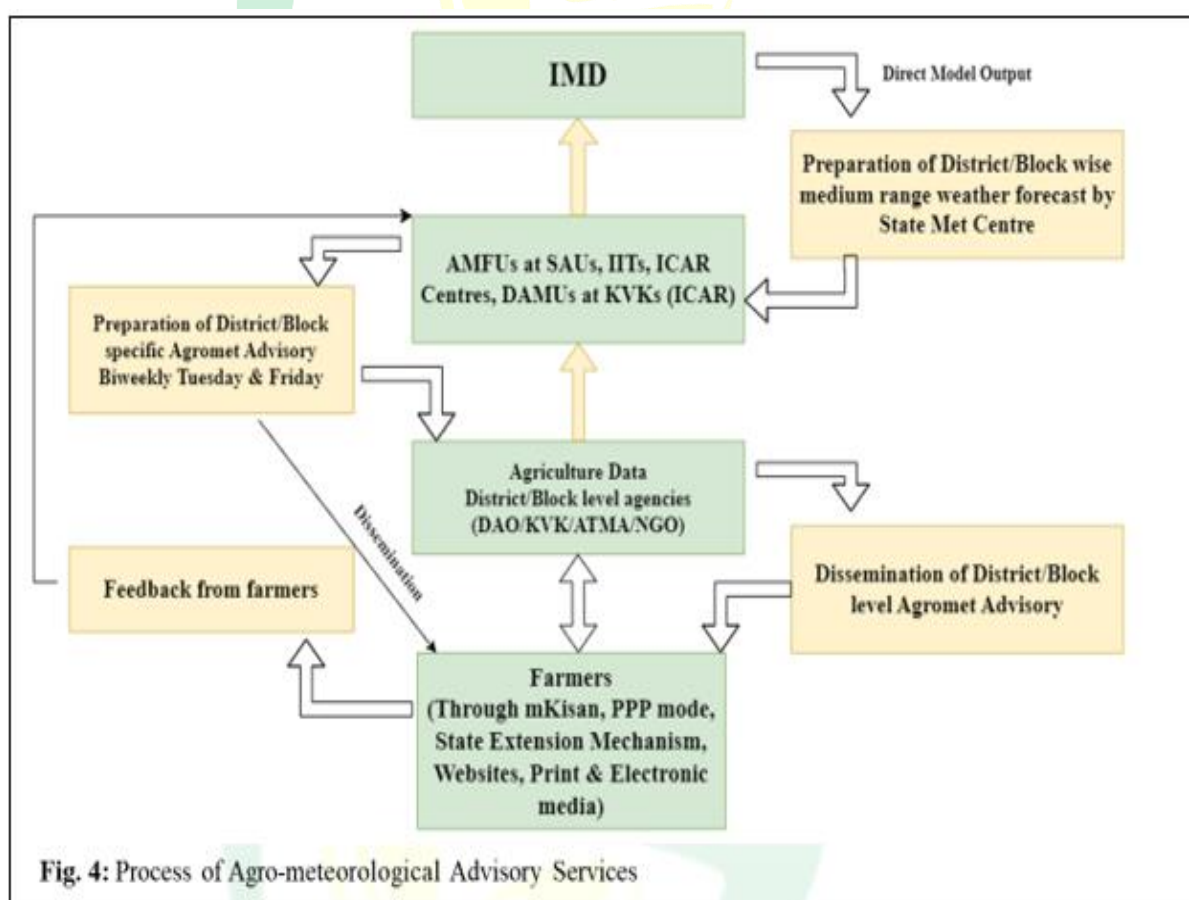 IMD
Direct Model Output
Preparation of District/Block wise
medium range weather forecast by
State Met Centre
AMFUs at SAUs, IITs, ICAR
Centres, DAMUs at KVKs (ICAR)
Preparation of District/Block
specific Agromet Advisory
Biweekly Tuesday & Friday
Agriculture Data
District/Block level agencies
(DAO/KVK/ATMA/NGO)
Dissemination
Feedback from farmers
Dissemination of District/Block
level Agromet Advisory
Farmers
(Through mKisan, PPP mode,
State Extension Mechanism,
Websites, Print & Electronic
media)
Fig. 4: Process of Agro-meteorological Advisory Services